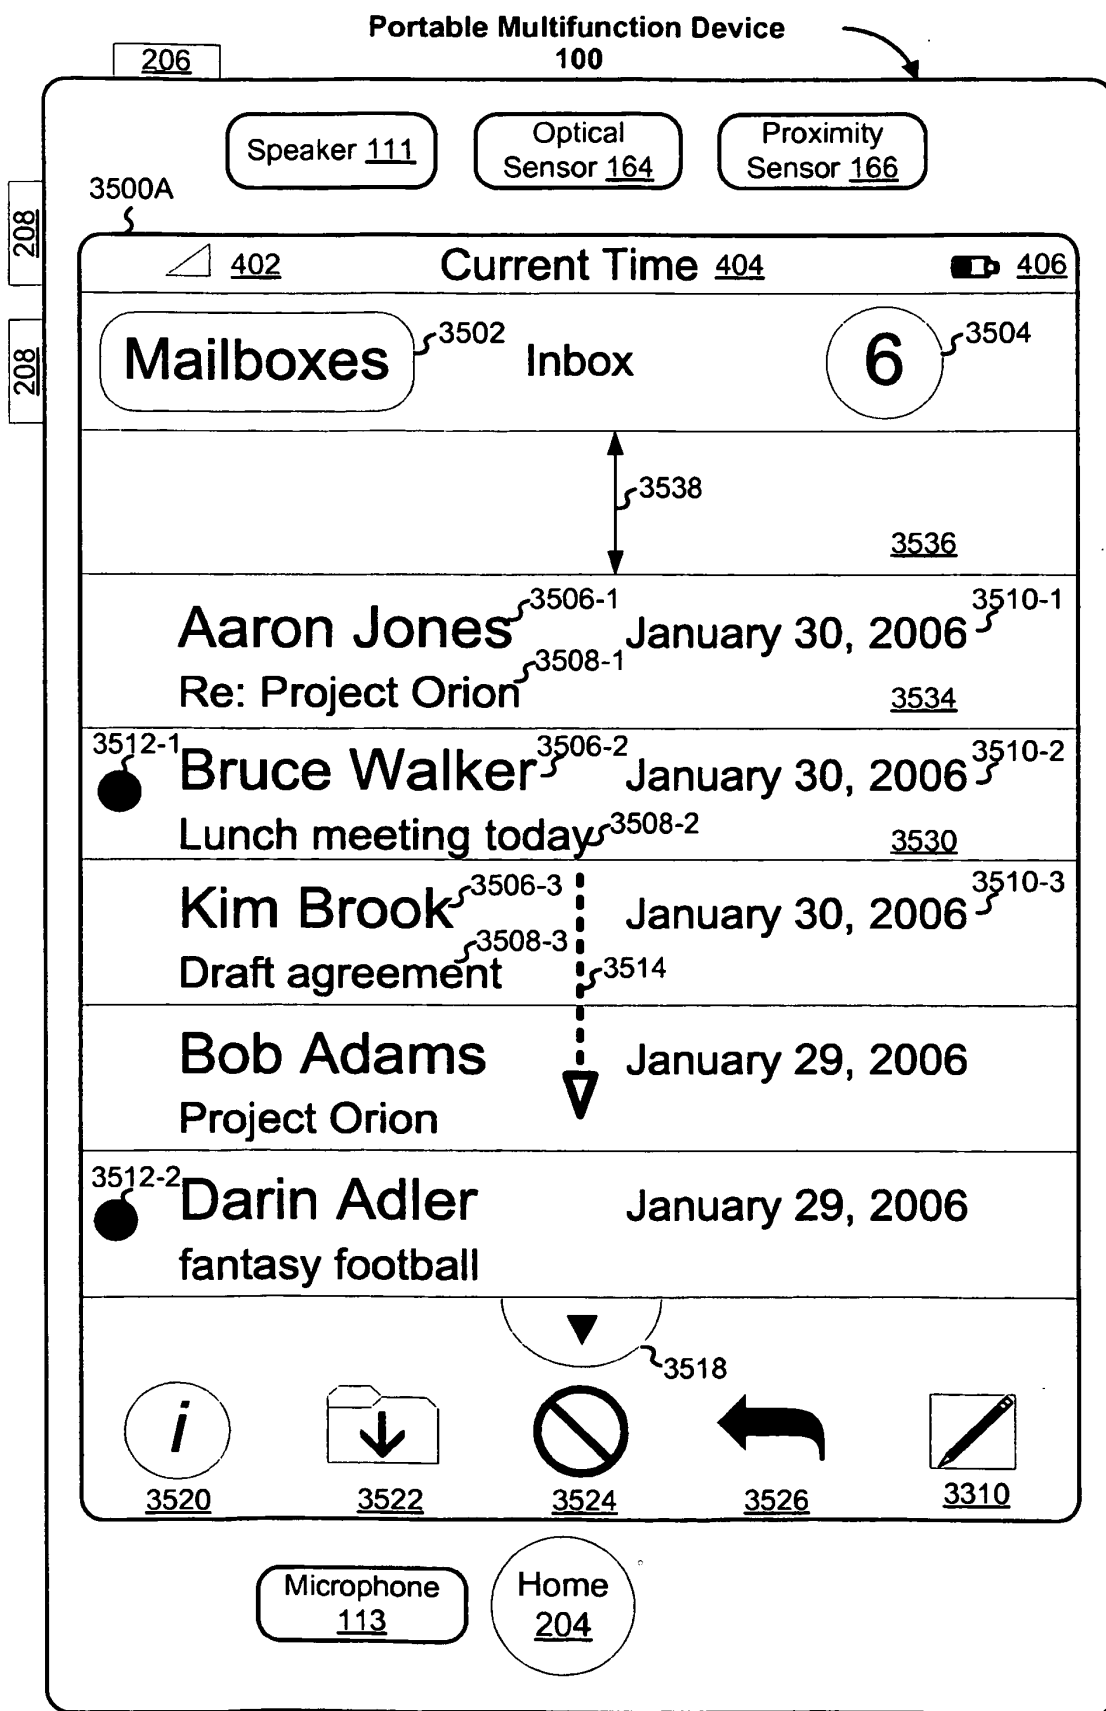 Portable Multifunction Device
100
206
Speaker 111
Optical
Sensor 164
Proximity
Sensor 166
3500A
208
208
402
Current Time 404
406
Mailboxes
3502
Inbox
6
3504
3538
3536
Aaron Jones 3506-1
January 30, 2006 3510-1
Re: Project Orion 3508-1
3534
3512-1
Bruce Walker 3506-2
January 30, 2006 3510-2
Lunch meeting today 3508-2
3530
Kim Brook 3506-3
January 30, 2006 3510-3
Draft agreement 3508-3
3514
Bob Adams
January 29, 2006
Project Orion
3512-2
Darin Adler
January 29, 2006
fantasy football
3518
i
3520
3522
3524
3526
3310
Microphone
113
Home
204